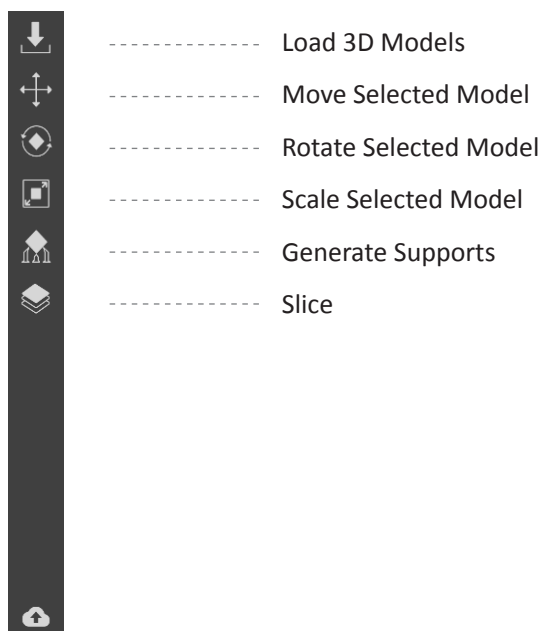 Load 3D Models
Move Selected Model
Rotate Selected Model
Scale Selected Model
Generate Supports
Slice